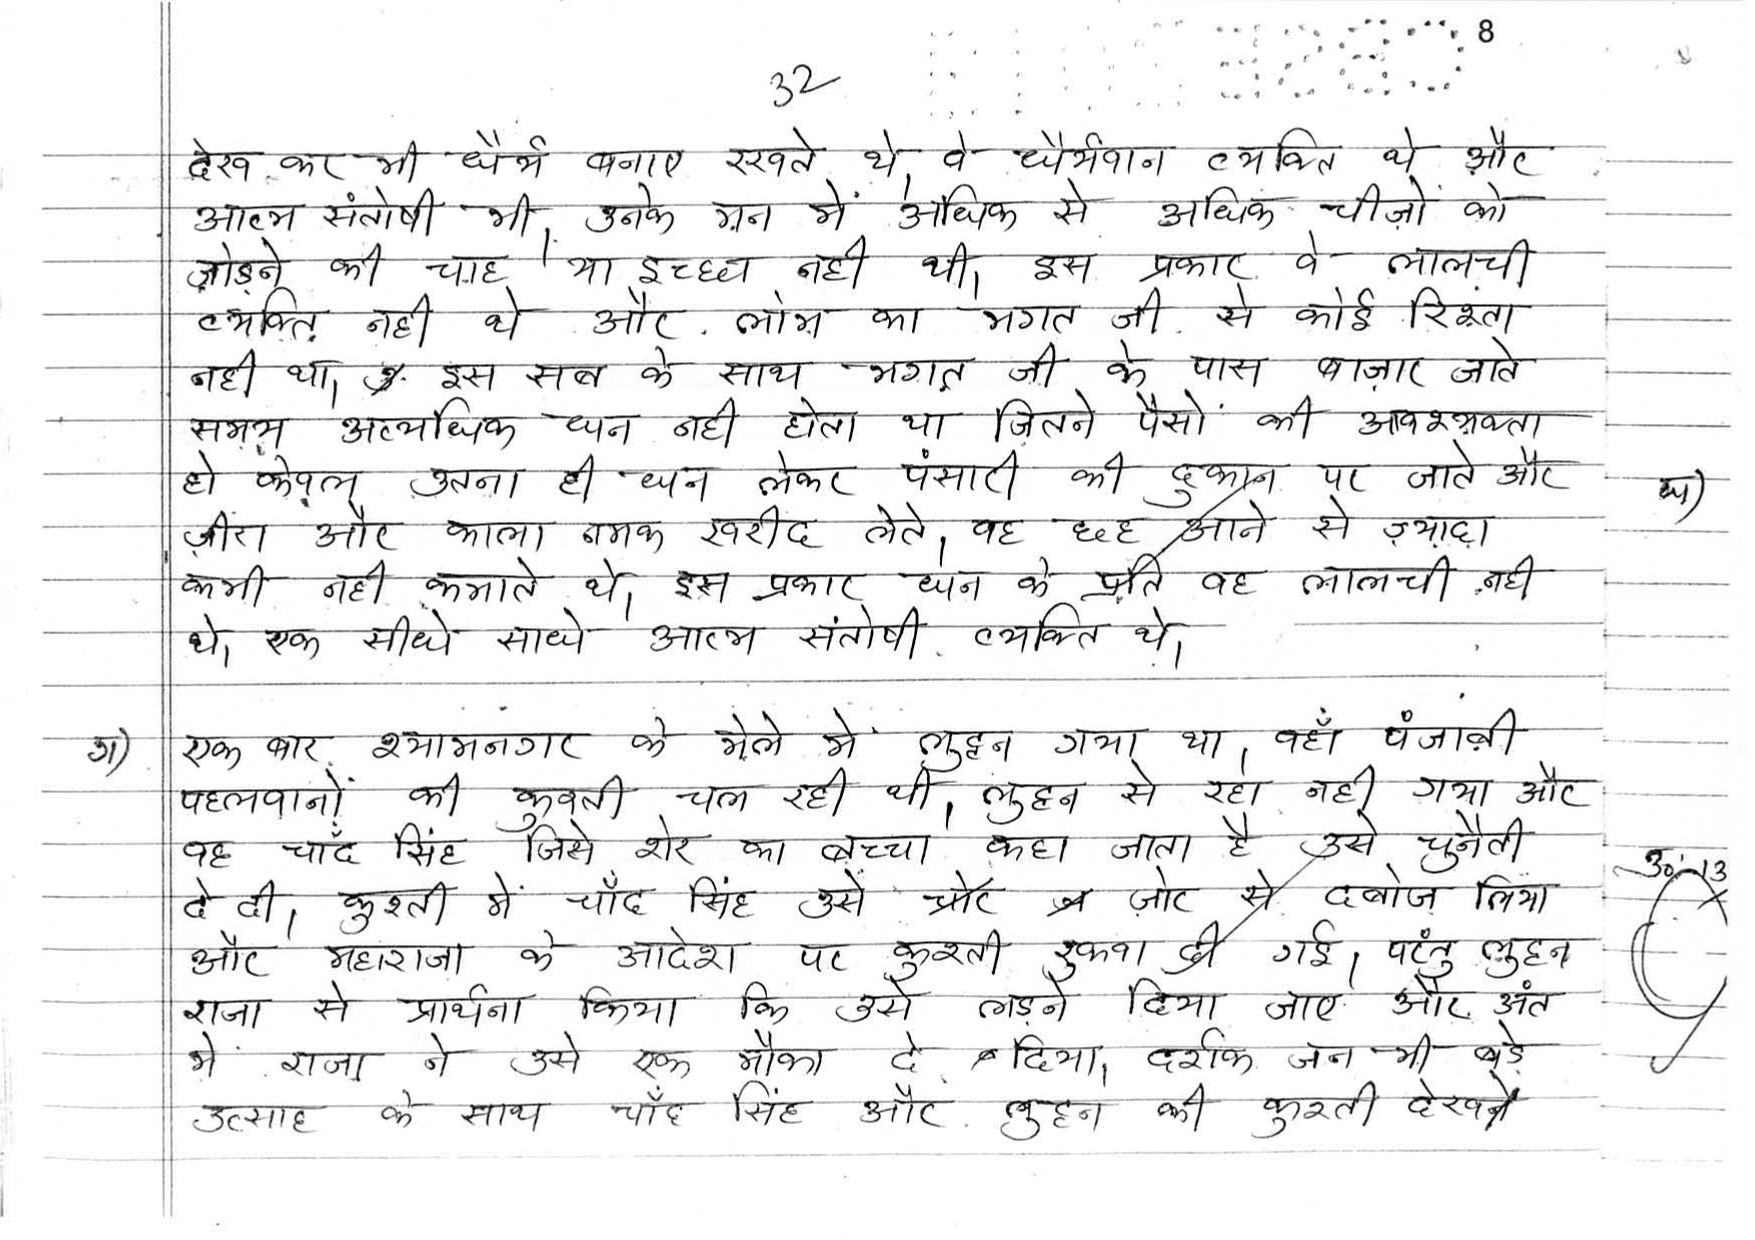 8
32
देख कर भी धैर्य बनाए रखते थे, वे धैर्यवान व्यक्ति थे और
आत्म संतोषी भी, उनके मन में अधिक से अधिक चीज़ों को
जोड़ने की चाह या इच्छा नही थी, इस प्रकार वे लालची
व्यक्ति नही थे और लोभ का भगत जी से कोई रिश्ता
नही था, इस सब के साथ भगत जी के पास बाज़ार जाते
समय अत्यधिक धन नही होता था जितने पैसों की आवश्यक्ता
हो केवल उतना ही धन लेकर पंसारी की दुकान पर जाते और
ज़ीरा और काला नमक खरीद लेते, वह छह आने से ज़्यादा
कभी नही कमाते थे, इस प्रकार धन के प्रति वह लालची नही
थे, एक सीधे साधे आत्म संतोषी व्यक्ति थे,
घ)
ग) एक बार श्यामनगर के मेले में लुट्टन गया था, वहाँ पंजाबी
पहलवानों की कुश्ती चल रही थी, लुट्टन से रहा नही गया और
वह चाँद सिंह जिसे शेर का बच्चा कहा जाता है उसे चुनौती
दे दी, कुश्ती में चाँद सिंह उसे ज़ोर से दबोज लिया
और महाराजा के आदेश पर कुश्ती रुकवा दी गई, परंतु लुट्टन
राजा से प्रार्थना किया कि उसे लड़ने दिया जाए और अंत
में राजा ने उसे एक मौका दे दिया, दर्शक जन भी बड़े
उत्साह के साथ चाँद सिंह और लुट्टन की कुश्ती देखने
उ0:-13